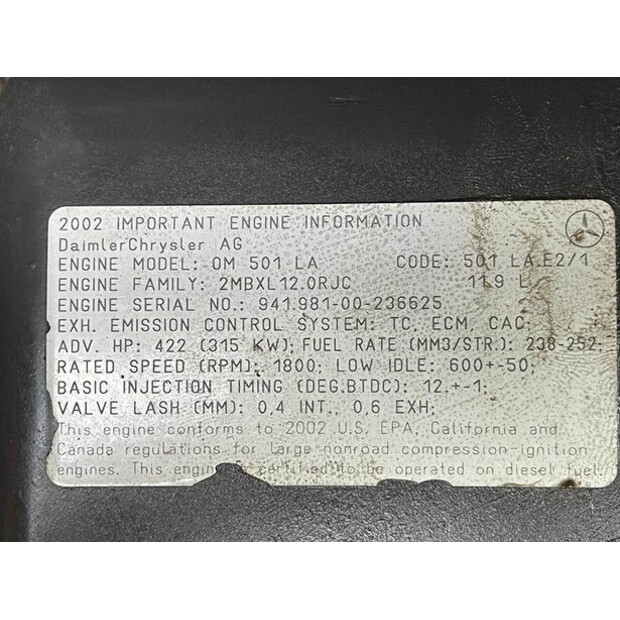 2002 IMPORTANT ENGINE INFORMATION
DaimlerChrysler AG
ENGINE MODEL: OM 501 LA CODE: 501 LA.E2/1
ENGINE FAMILY: 2MBXL12.0RJC 11.9 L
ENGINE SERIAL NO.: 941.981-00-236625
EXH. EMISSION CONTROL SYSTEM: TC, ECM, CAC;
ADV. HP: 422 (315 KW); FUEL RATE (MM3/STR.): 238-252;
RATED SPEED (RPM); 1800; LOW IDLE: 600+-50;
BASIC INJECTION TIMING (DEG.BTDC): 12.+-1;
VALVE LASH (MM): 0,4 INT., 0,6 EXH;
This engine conforms to 2002 U.S. EPA, California and
Canada regulations for large nonroad compression-ignition
engines. This engine is certified to be operated on diesel fuel.